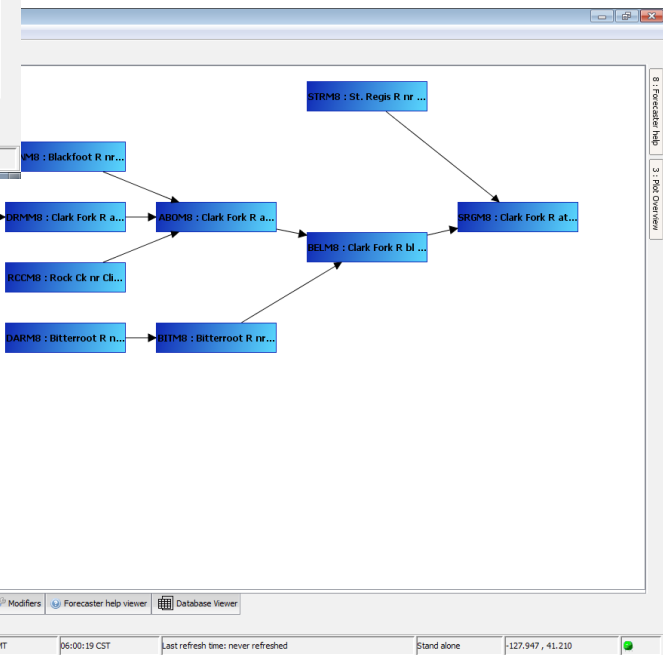 STRM8 : St. Regis R nr ...
NM8 : Blackfoot R nr...
DRMM8 : Clark Fork R a...
ABOM8 : Clark Fork R a...
SRGM8 : Clark Fork R at...
BELM8 : Clark Fork R bl ...
RCCM8 : Rock Ck nr Cli...
DARM8 : Bitterroot R n...
BITM8 : Bitterroot R nr...
8 : Forecaster help
3 : Plot Overview
Modifiers
Forecaster help viewer
Database Viewer
MT
06:00:19 CST
Last refresh time: never refreshed
Stand alone
-127.947 , 41.210